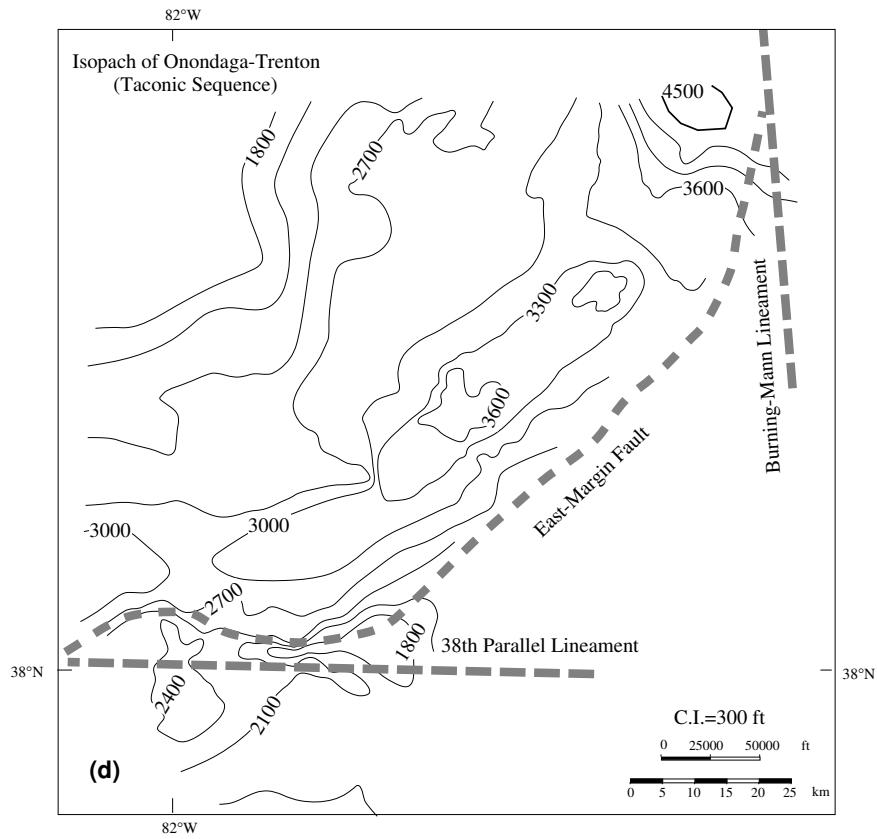 82°W
Isopach of Onondaga-Trenton
(Taconic Sequence)
4500
1800
2700
3600
3300
3600
Burning-Mann Lineament
East-Margin Fault
3000
3000
2700
1800
38th Parallel Lineament
38°N
38°N
2400
2100
C.I.=300 ft
0 25000 50000 ft
(d)
0 5 10 15 20 25
km
82°W